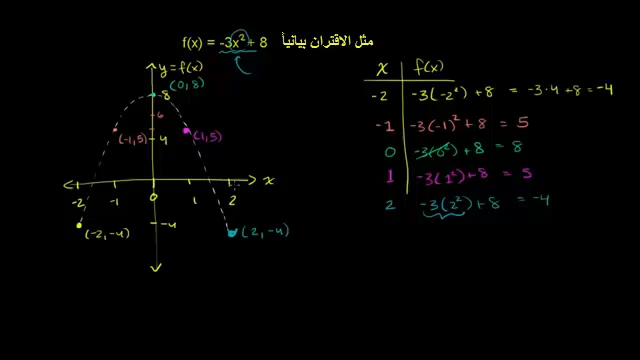 f(x) = -3x² + 8 مثل الاقتران بيانياً
y = f(x)
(0,8)
8
6
(-1,5)
(1,5)
4
x
-2 -1 0 1 2
-4
(-2,-4)
(2,-4)
x f(x)
-2 -3(-2²)+8 = -3·4+8=-4
-1 -3(-1)²+8 = 5
0 -3(0²)+8 = 8
1 -3(1²)+8 = 5
2 -3(2²)+8 = -4